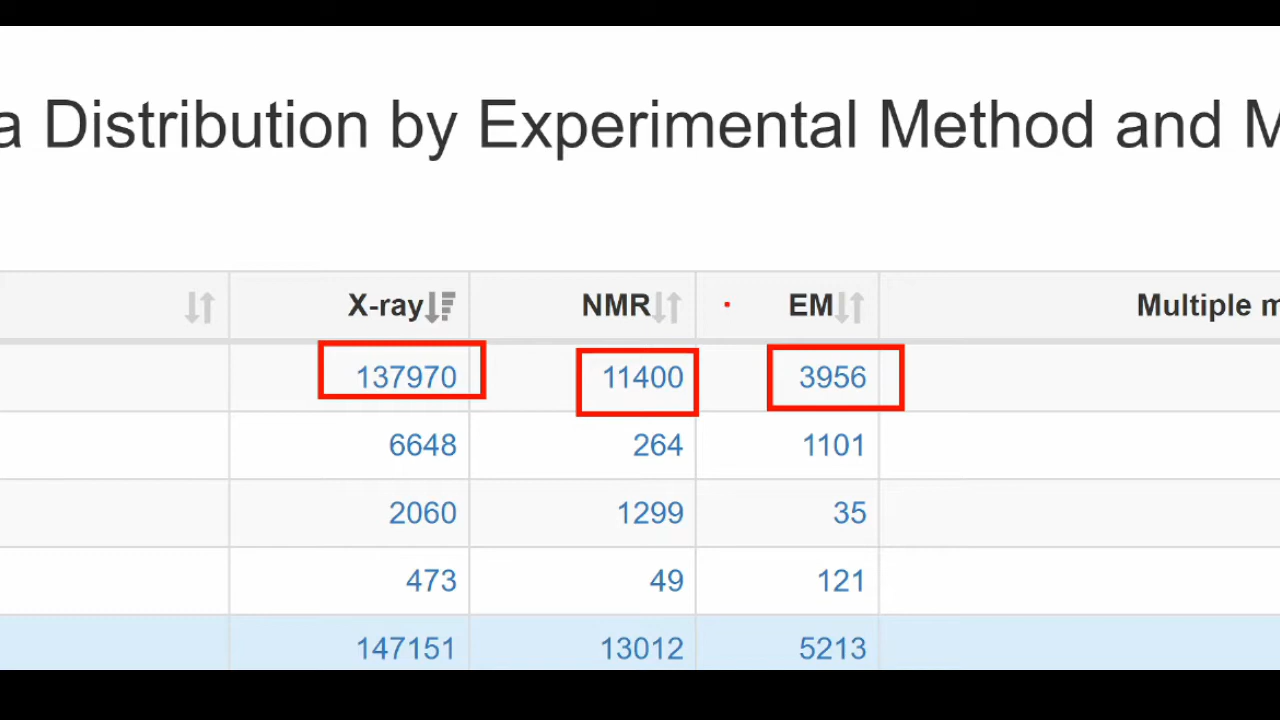 a Distribution by Experimental Method and M
X-ray NMR EM Multiple m
137970 11400 3956
6648 264 1101
2060 1299 35
473 49 121
147151 13012 5213